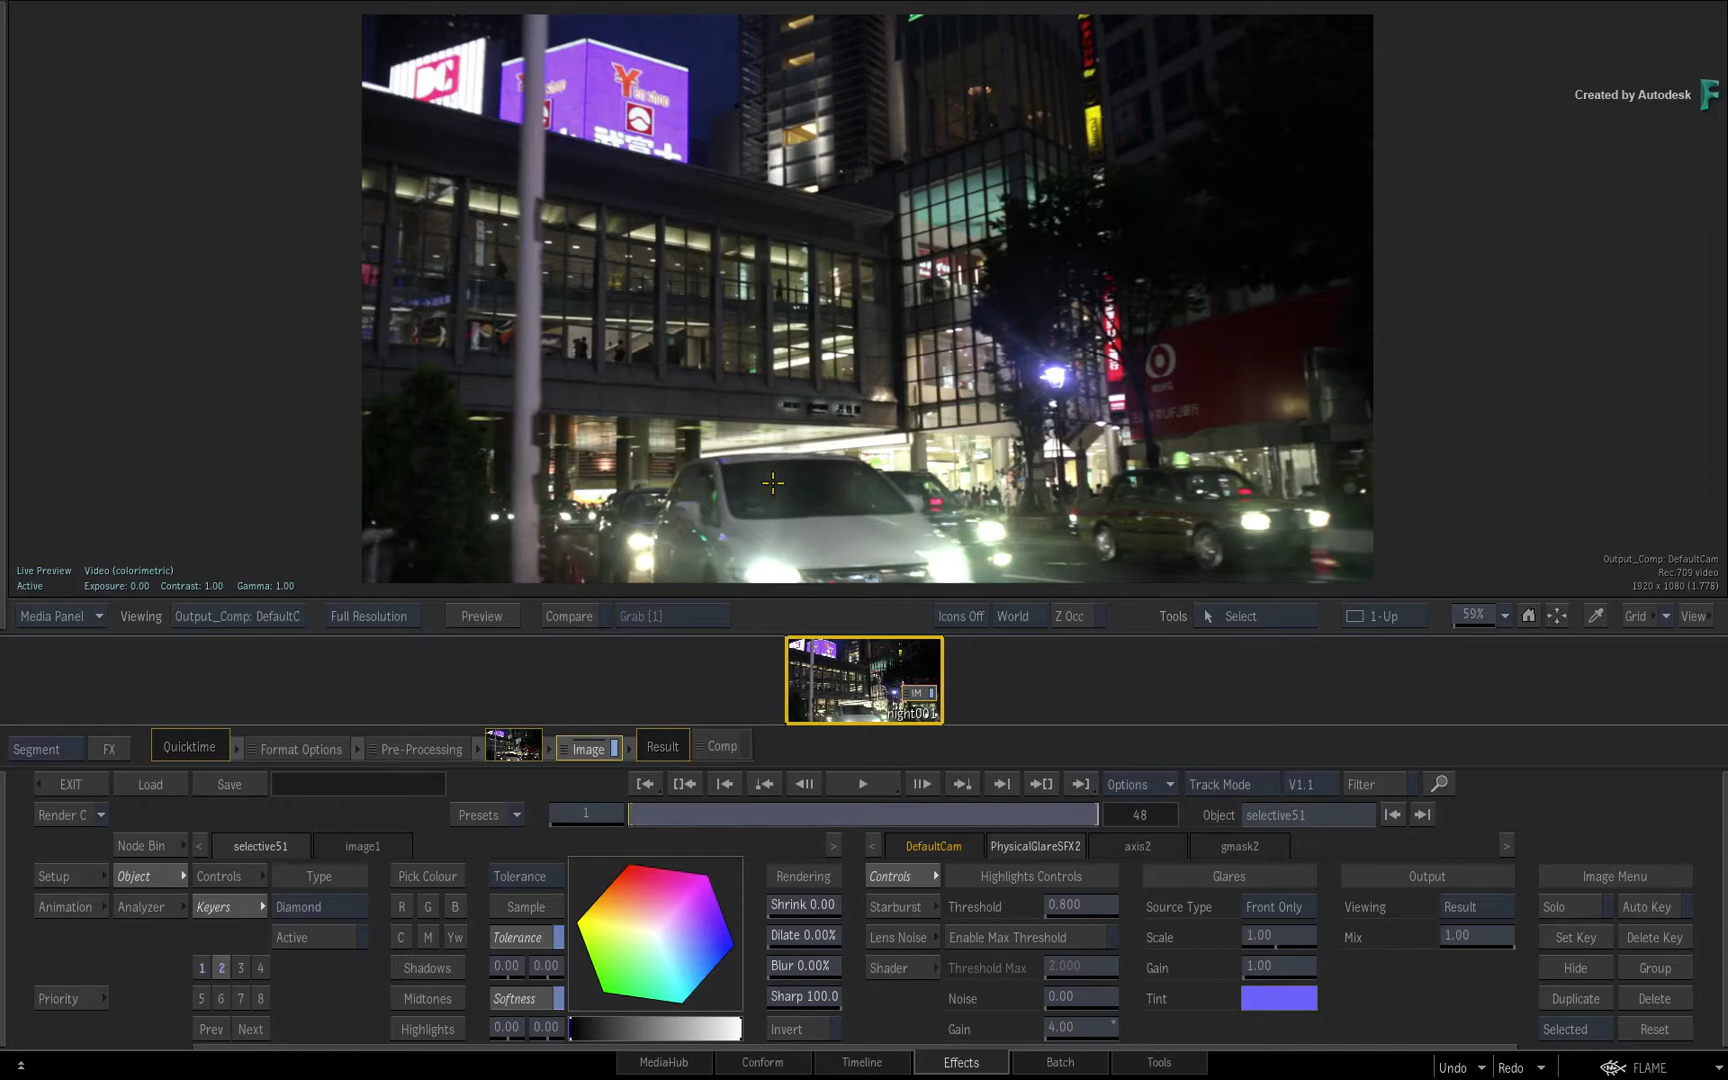 Created by Autodesk
DC
Yen shop
MUFG
Live Preview Video (colorimetric)
Active Exposure: 0.00 Contrast: 1.00 Gamma: 1.00
Output_Comp: DefaultCam
Rec.709 video
1920 x 1080 (1.778)
Media Panel Viewing Output_Comp: DefaultC Full Resolution Preview Compare Grab [1] Icons Off World Z Occ Tools Select 1-Up 59% Grid View
IM
night001
Segment FX Quicktime Format Options Pre-Processing Image Result Comp
EXIT Load Save Options Track Mode V1.1 Filter
Render C Presets 1 48 Object selective51
Node Bin < selective51 image1 > < DefaultCam PhysicalGlareSFX2 axis2 gmask2 >
Setup Object Controls Type Pick Colour Tolerance Rendering Controls Highlights Controls Glares Output Image Menu
Animation Analyzer Keyers Diamond R G B Sample Shrink 0.00 Starburst Threshold 0.800 Source Type Front Only Viewing Result Solo Auto Key
Active C M Yw Tolerance Dilate 0.00% Lens Noise Enable Max Threshold Scale 1.00 Mix 1.00 Set Key Delete Key
1 2 3 4 Shadows 0.00 0.00 Blur 0.00% Shader Threshold Max 2.000 Gain 1.00 Hide Group
Priority 5 6 7 8 Midtones Softness Sharp 100.0 Noise 0.00 Tint Duplicate Delete
Prev Next Highlights 0.00 0.00 Invert Gain 4.00 * Selected Reset
MediaHub Conform Timeline Effects Batch Tools Undo Redo FLAME